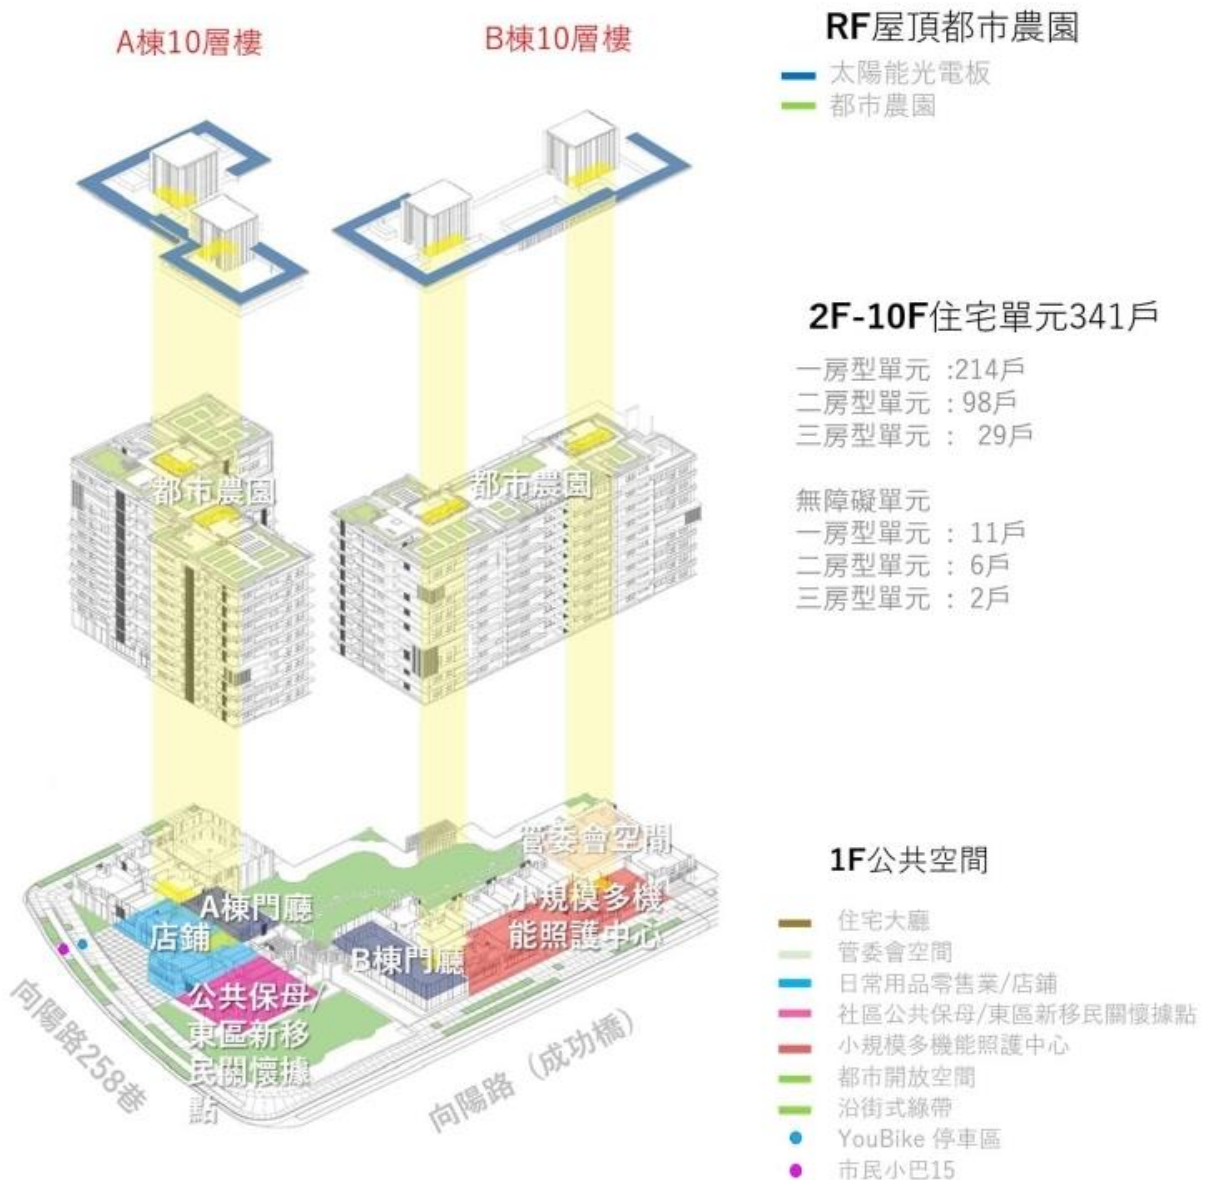 A棟10層樓
B棟10層樓
RF屋頂都市農園
太陽能光電板
都市農園
都市農園
都市農園
2F-10F住宅單元341戶
一房型單元 :214戶
二房型單元 : 98戶
三房型單元 : 29戶
無障礙單元
一房型單元 : 11戶
二房型單元 : 6戶
三房型單元 : 2戶
管委會空間
小規模多機
能照護中心
A棟門廳
店鋪
B棟門廳
公共保母/
東區新移
民關懷據
點
向陽路258巷
向陽路（成功橋）
1F公共空間
住宅大廳
管委會空間
日常用品零售業/店鋪
社區公共保母/東區新移民關懷據點
小規模多機能照護中心
都市開放空間
沿街式綠帶
YouBike 停車區
市民小巴15